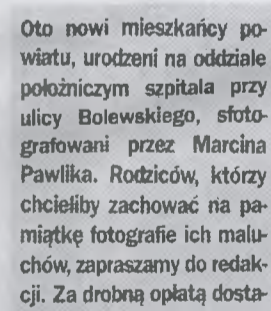 Oto nowi mieszkańcy po-
wiatu, urodzeni na oddziale
położniczym szpitala przy
ulicy Bolewskiego, sfoto-
grafowani przez Marcina
Pawlika. Rodziców, którzy
chcieliby zachować na pa-
miątkę fotografie ich malu-
chów, zapraszamy do redak-
cji. Za drobną opłatą dosta-